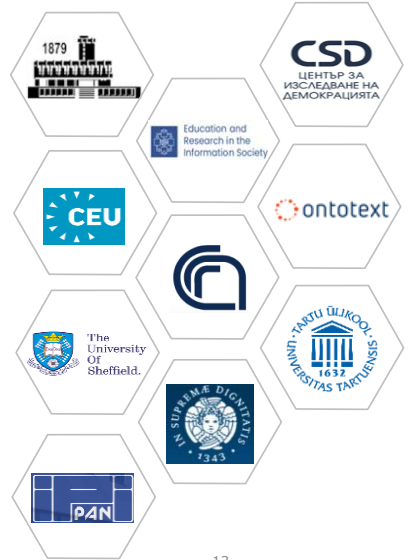 1879
CSD
ЦЕНТЪР ЗА
ИЗСЛЕДВАНЕ НА
ДЕМОКРАЦИЯТА
Education and
Research in the
Information Society
CEU
ontotext
The
University
Of
Sheffield.
TARTU ÜLIKOOL
UNIVERSITAS TARTUENSIS
1632
IN SUPREMÆ DIGNITATIS
1343
IPI
PAN